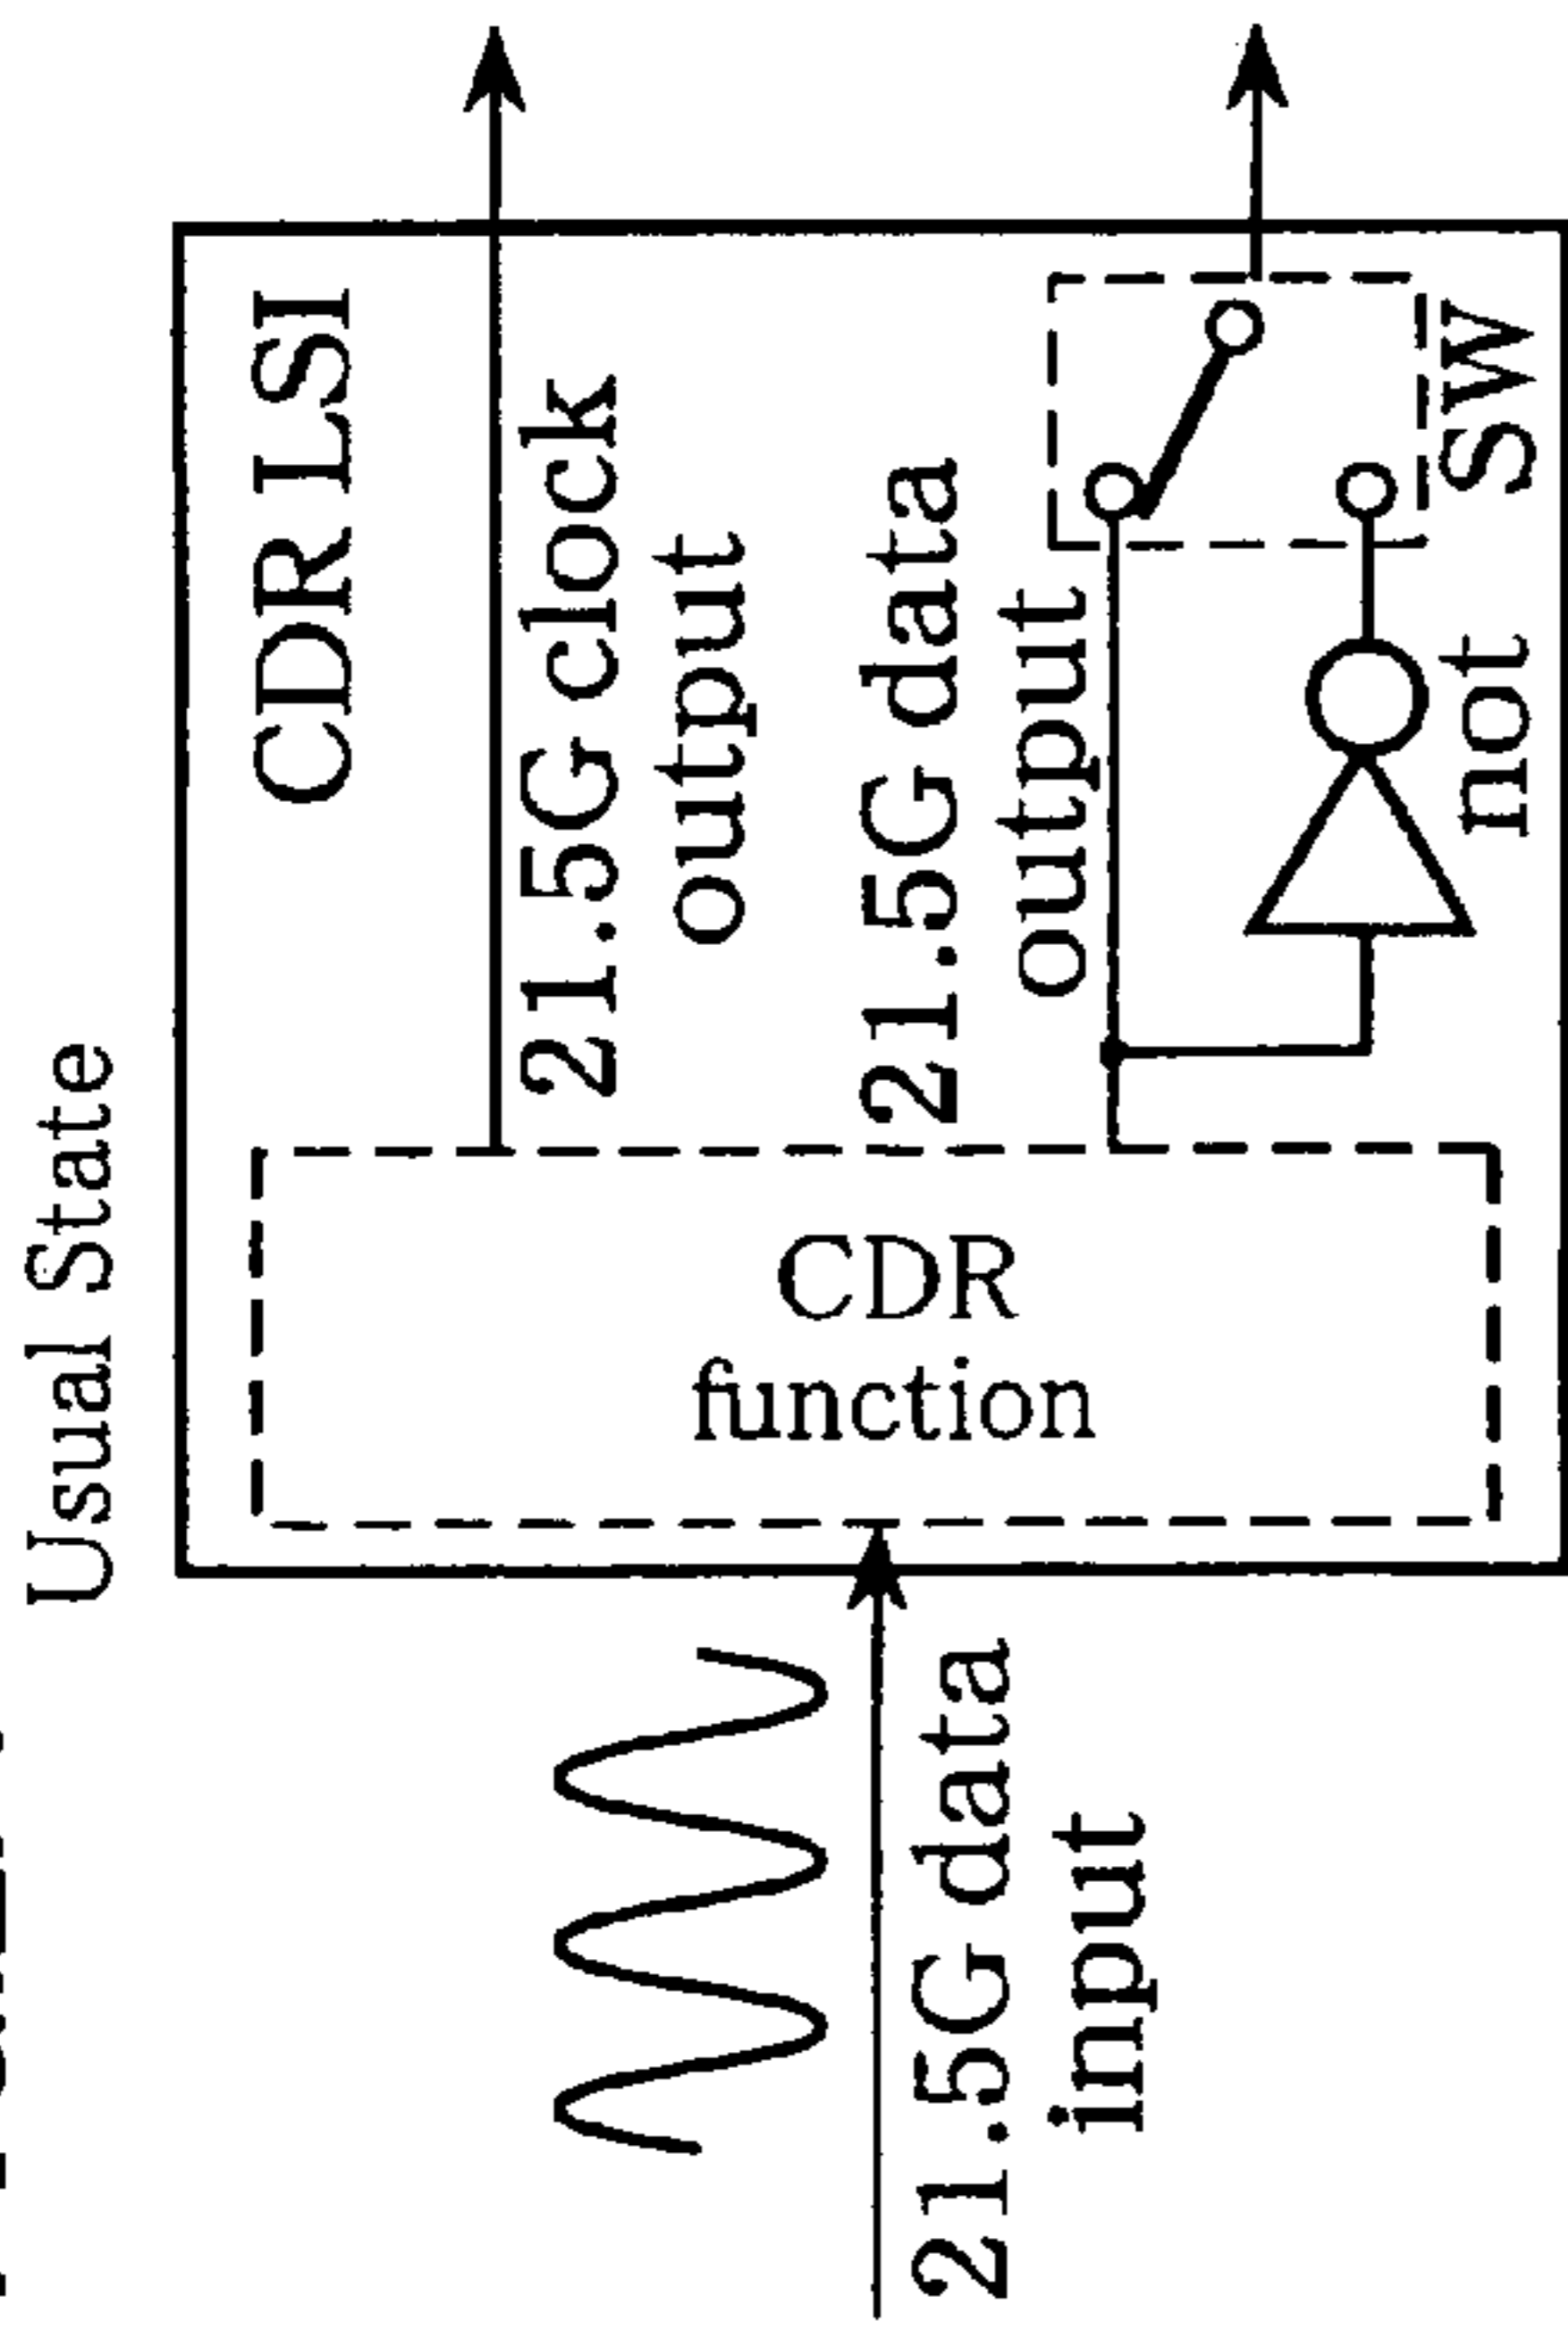 Usual State
CDR LSI
21.5G clock
output
21.5G data
output
SW
not
CDR
function
21.5G data
input